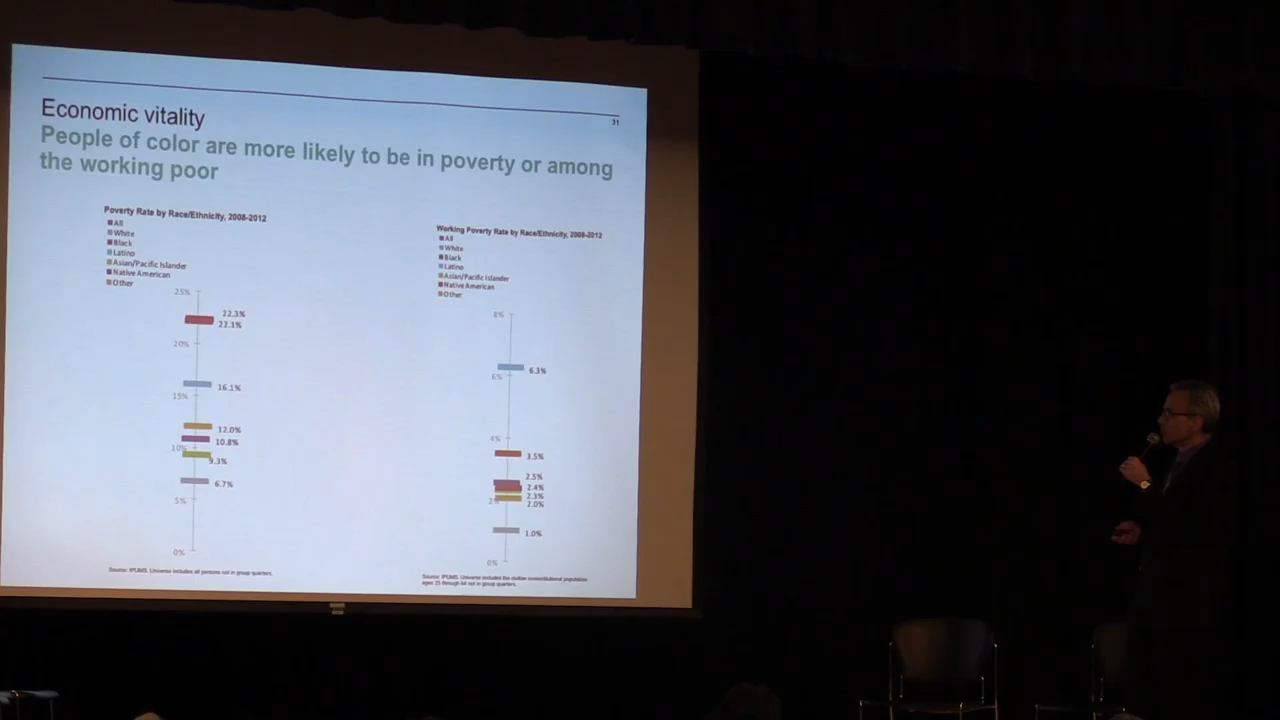 31
Economic vitality
People of color are more likely to be in poverty or among
the working poor
Poverty Rate by Race/Ethnicity, 2008-2012
All
White
Black
Latino
Asian/Pacific Islander
Native American
Other
25%
22.3%
22.1%
20%
16.1%
15%
12.0%
10.8%
10%
9.3%
6.7%
5%
0%
Source: IPUMS. Universe includes all persons not in group quarters.
Working Poverty Rate by Race/Ethnicity, 2008-2012
All
White
Black
Latino
Asian/Pacific Islander
Native American
Other
8%
6.3%
6%
4%
3.5%
2.5%
2.4%
2.3%
2%
2.0%
1.0%
0%
Source: IPUMS. Universe includes the civilian noninstitutional population
ages 25 through 64 not in group quarters.